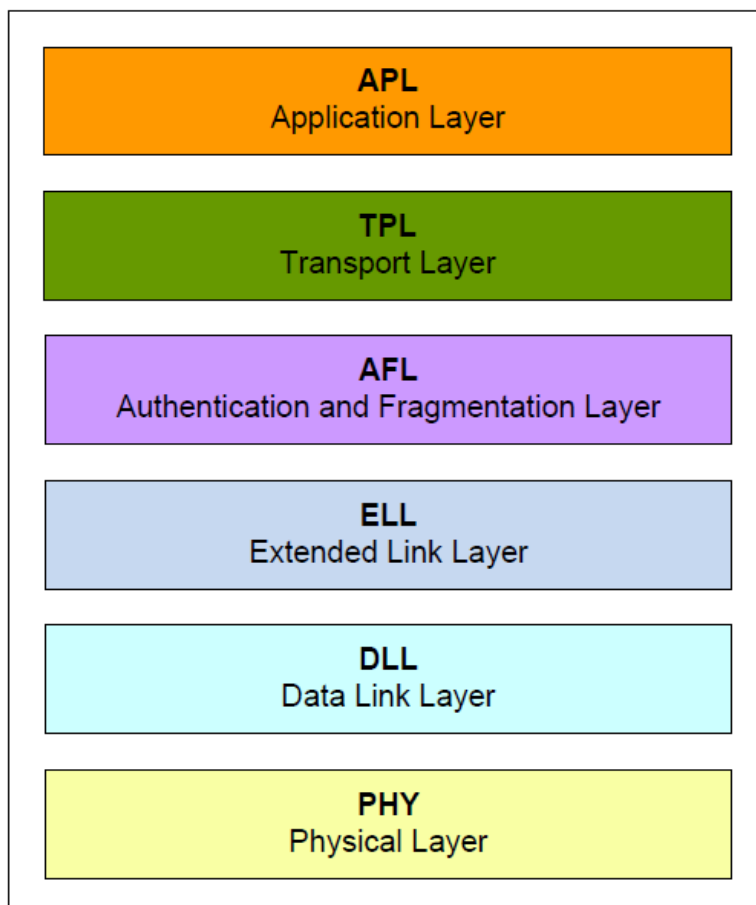 APL
Application Layer
TPL
Transport Layer
AFL
Authentication and Fragmentation Layer
ELL
Extended Link Layer
DLL
Data Link Layer
PHY
Physical Layer